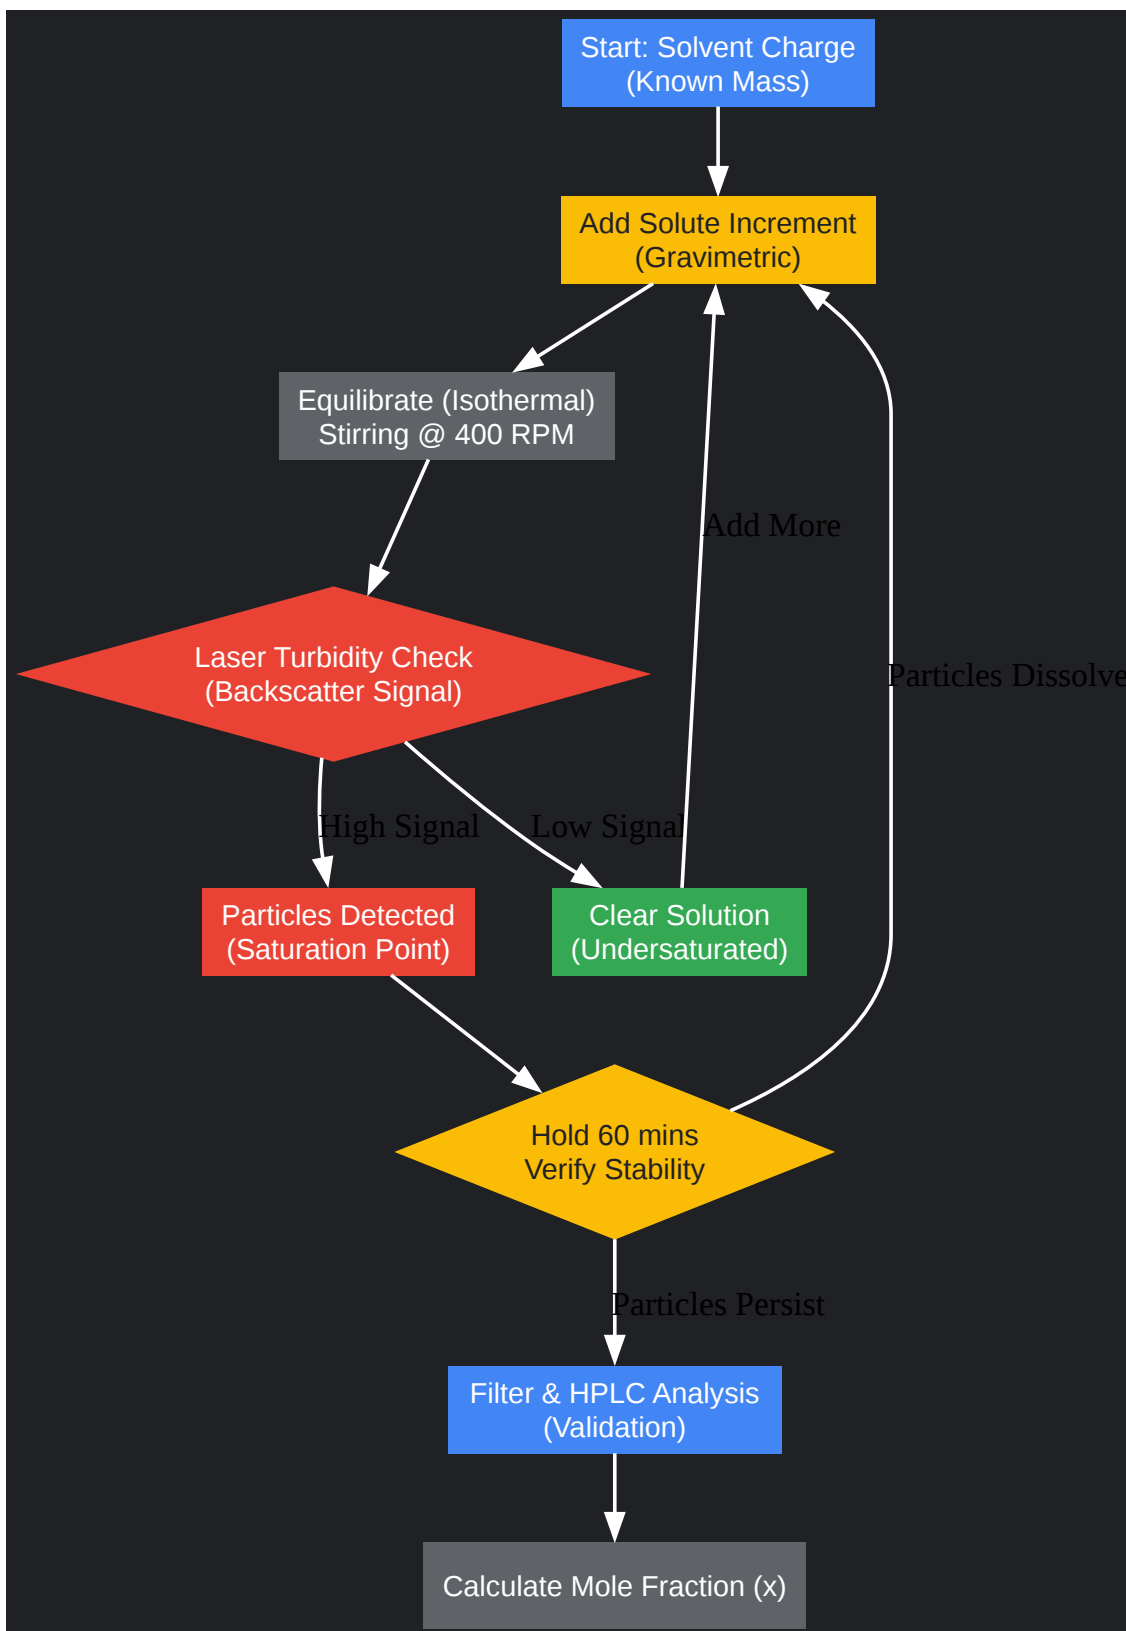 Start: Solvent Charge
(Known Mass)
Add Solute Increment
(Gravimetric)
Equilibrate (Isothermal)
Stirring @ 400 RPM
Add More
Laser Turbidity Check
(Backscatter Signal)
Particles Dissolve
High Signal
Low Signal
Particles Detected
(Saturation Point)
Clear Solution
(Undersaturated)
Hold 60 mins
Verify Stability
Particles Persist
Filter & HPLC Analysis
(Validation)
Calculate Mole Fraction (x)